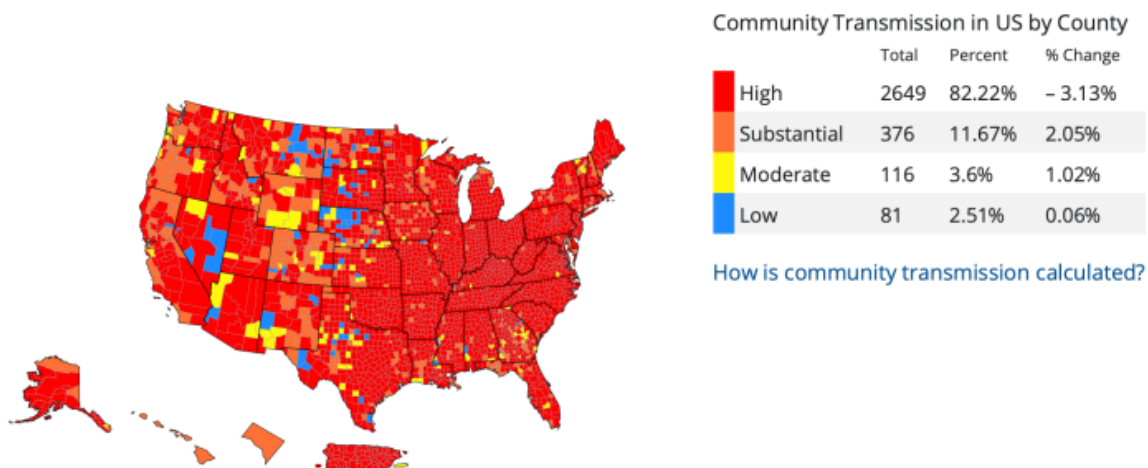 Community Transmission in US by County
Total Percent % Change
High 2649 82.22% – 3.13%
Substantial 376 11.67% 2.05%
Moderate 116 3.6% 1.02%
Low 81 2.51% 0.06%
How is community transmission calculated?